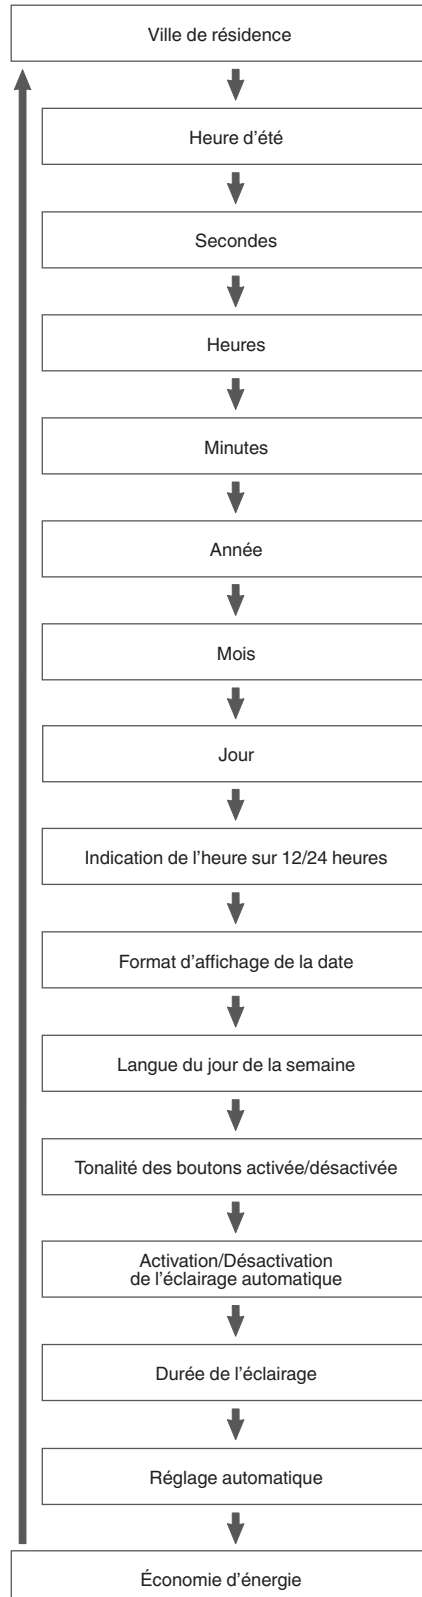 Ville de résidence
Heure d’été
Secondes
Heures
Minutes
Année
Mois
Jour
Indication de l’heure sur 12/24 heures
Format d’affichage de la date
Langue du jour de la semaine
Tonalité des boutons activée/désactivée
Activation/Désactivation
de l’éclairage automatique
Durée de l’éclairage
Réglage automatique
Économie d’énergie